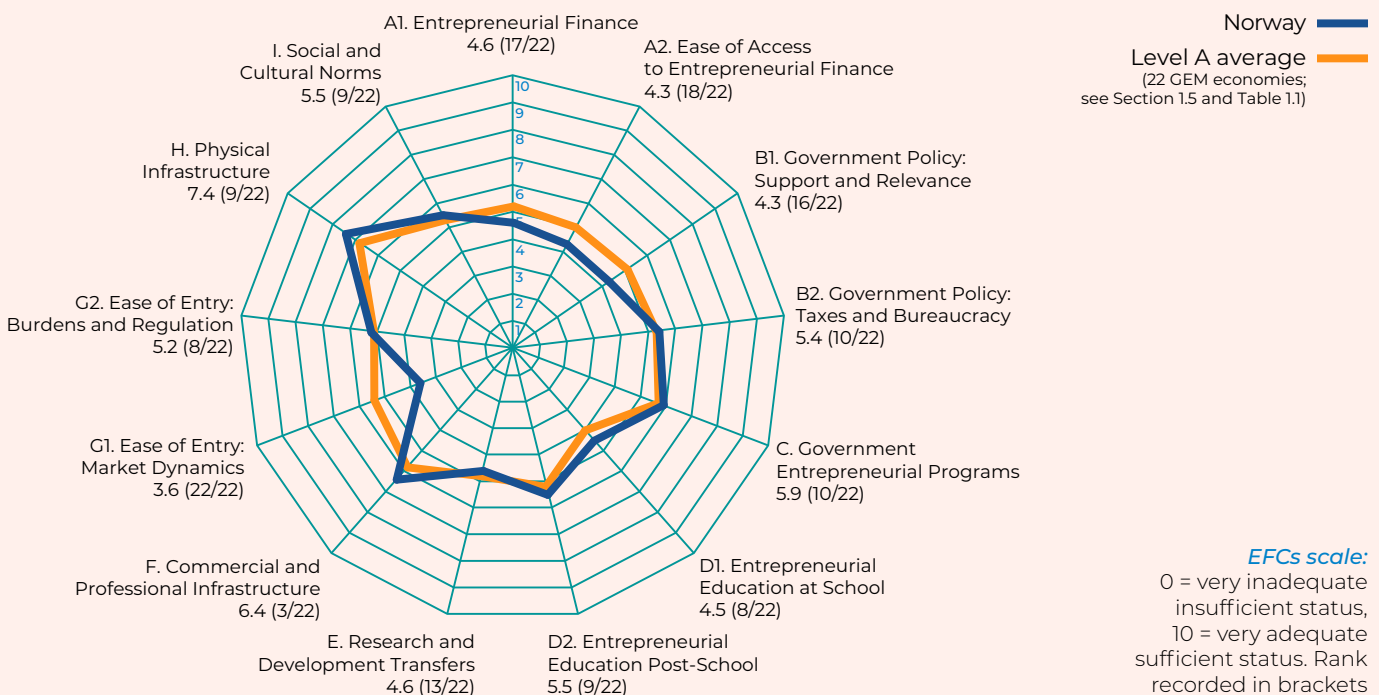 A1. Entrepreneurial Finance
4.6 (17/22)
A2. Ease of Access
to Entrepreneurial Finance
4.3 (18/22)
B1. Government Policy:
Support and Relevance
4.3 (16/22)
B2. Government Policy:
Taxes and Bureaucracy
5.4 (10/22)
C. Government
Entrepreneurial Programs
5.9 (10/22)
D1. Entrepreneurial
Education at School
4.5 (8/22)
D2. Entrepreneurial
Education Post-School
5.5 (9/22)
E. Research and
Development Transfers
4.6 (13/22)
F. Commercial and
Professional Infrastructure
6.4 (3/22)
G1. Ease of Entry:
Market Dynamics
3.6 (22/22)
G2. Ease of Entry:
Burdens and Regulation
5.2 (8/22)
H. Physical
Infrastructure
7.4 (9/22)
I. Social and
Cultural Norms
5.5 (9/22)
10
9
8
7
6
5
4
3
2
1
Norway
Level A average
(22 GEM economies;
see Section 1.5 and Table 1.1)
EFCs scale:
0 = very inadequate
insufficient status,
10 = very adequate
sufficient status. Rank
recorded in brackets